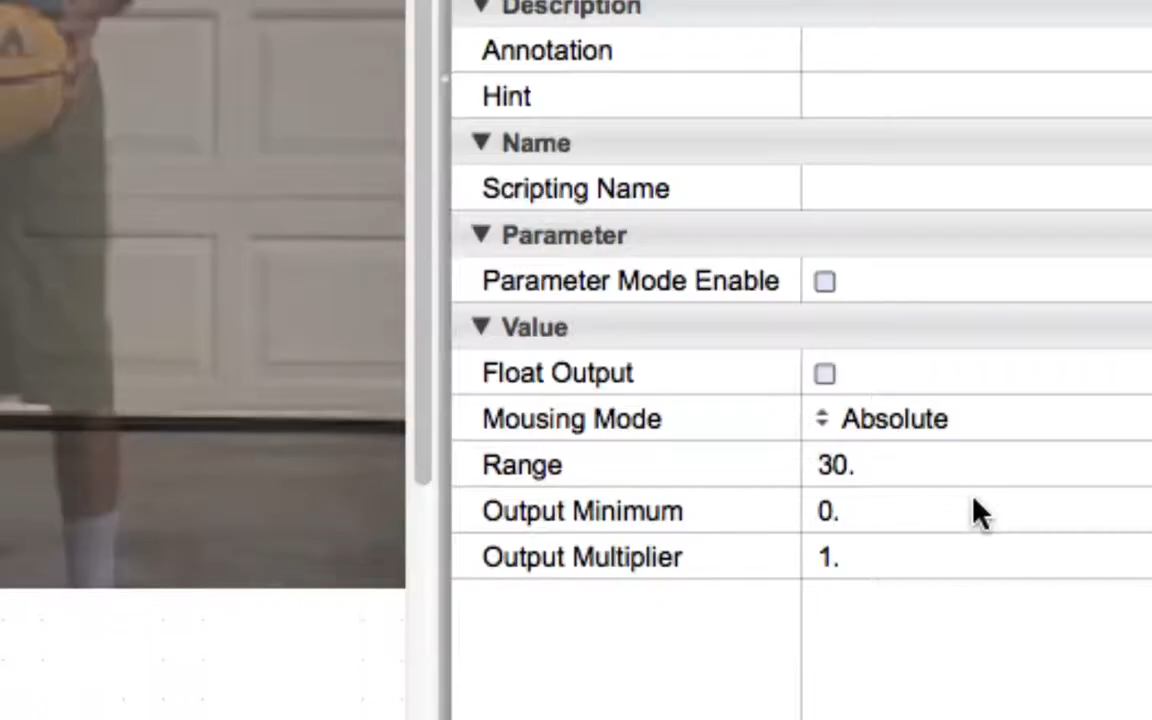 Description
Annotation
Hint
Name
Scripting Name
Parameter
Parameter Mode Enable
Value
Float Output
Mousing Mode Absolute
Range 30.
Output Minimum 0.
Output Multiplier 1.